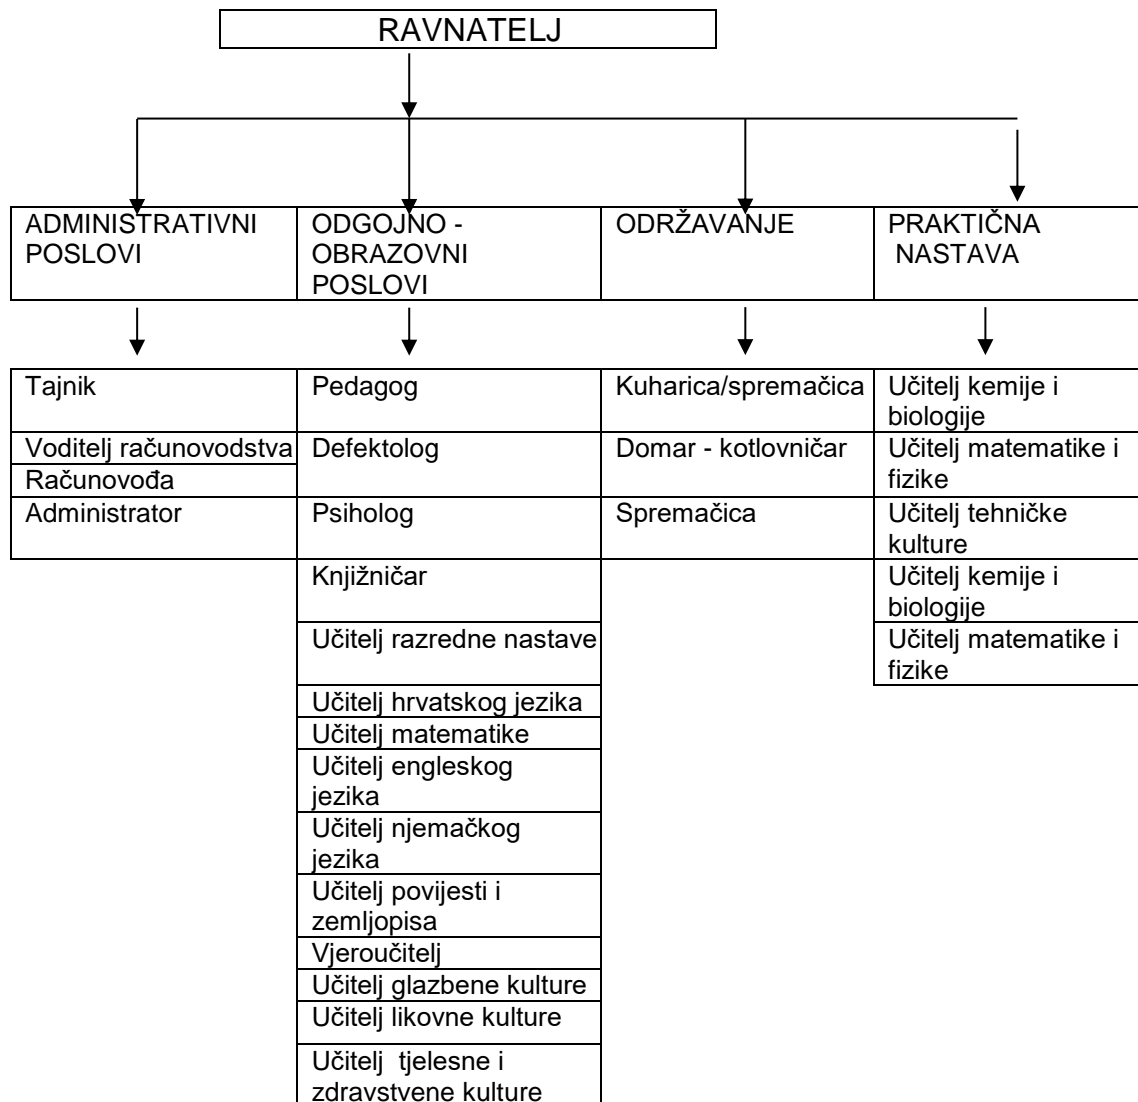 RAVNATELJ
ADMINISTRATIVNI
POSLOVI
ODGOJNO -
OBRAZOVNI
POSLOVI
ODRŽAVANJE
PRAKTIČNA
NASTAVA
Tajnik
Voditelj računovodstva
Računovođa
Administrator
Pedagog
Defektolog
Psiholog
Knjižničar
Učitelj razredne nastave
Učitelj hrvatskog jezika
Učitelj matematike
Učitelj engleskog
jezika
Učitelj njemačkog
jezika
Učitelj povijesti i
zemljopisa
Vjeroučitelj
Učitelj glazbene kulture
Učitelj likovne kulture
Učitelj  tjelesne i
zdravstvene kulture
Kuharica/spremačica
Domar - kotlovničar
Spremačica
Učitelj kemije i
biologije
Učitelj matematike i
fizike
Učitelj tehničke
kulture
Učitelj kemije i
biologije
Učitelj matematike i
fizike